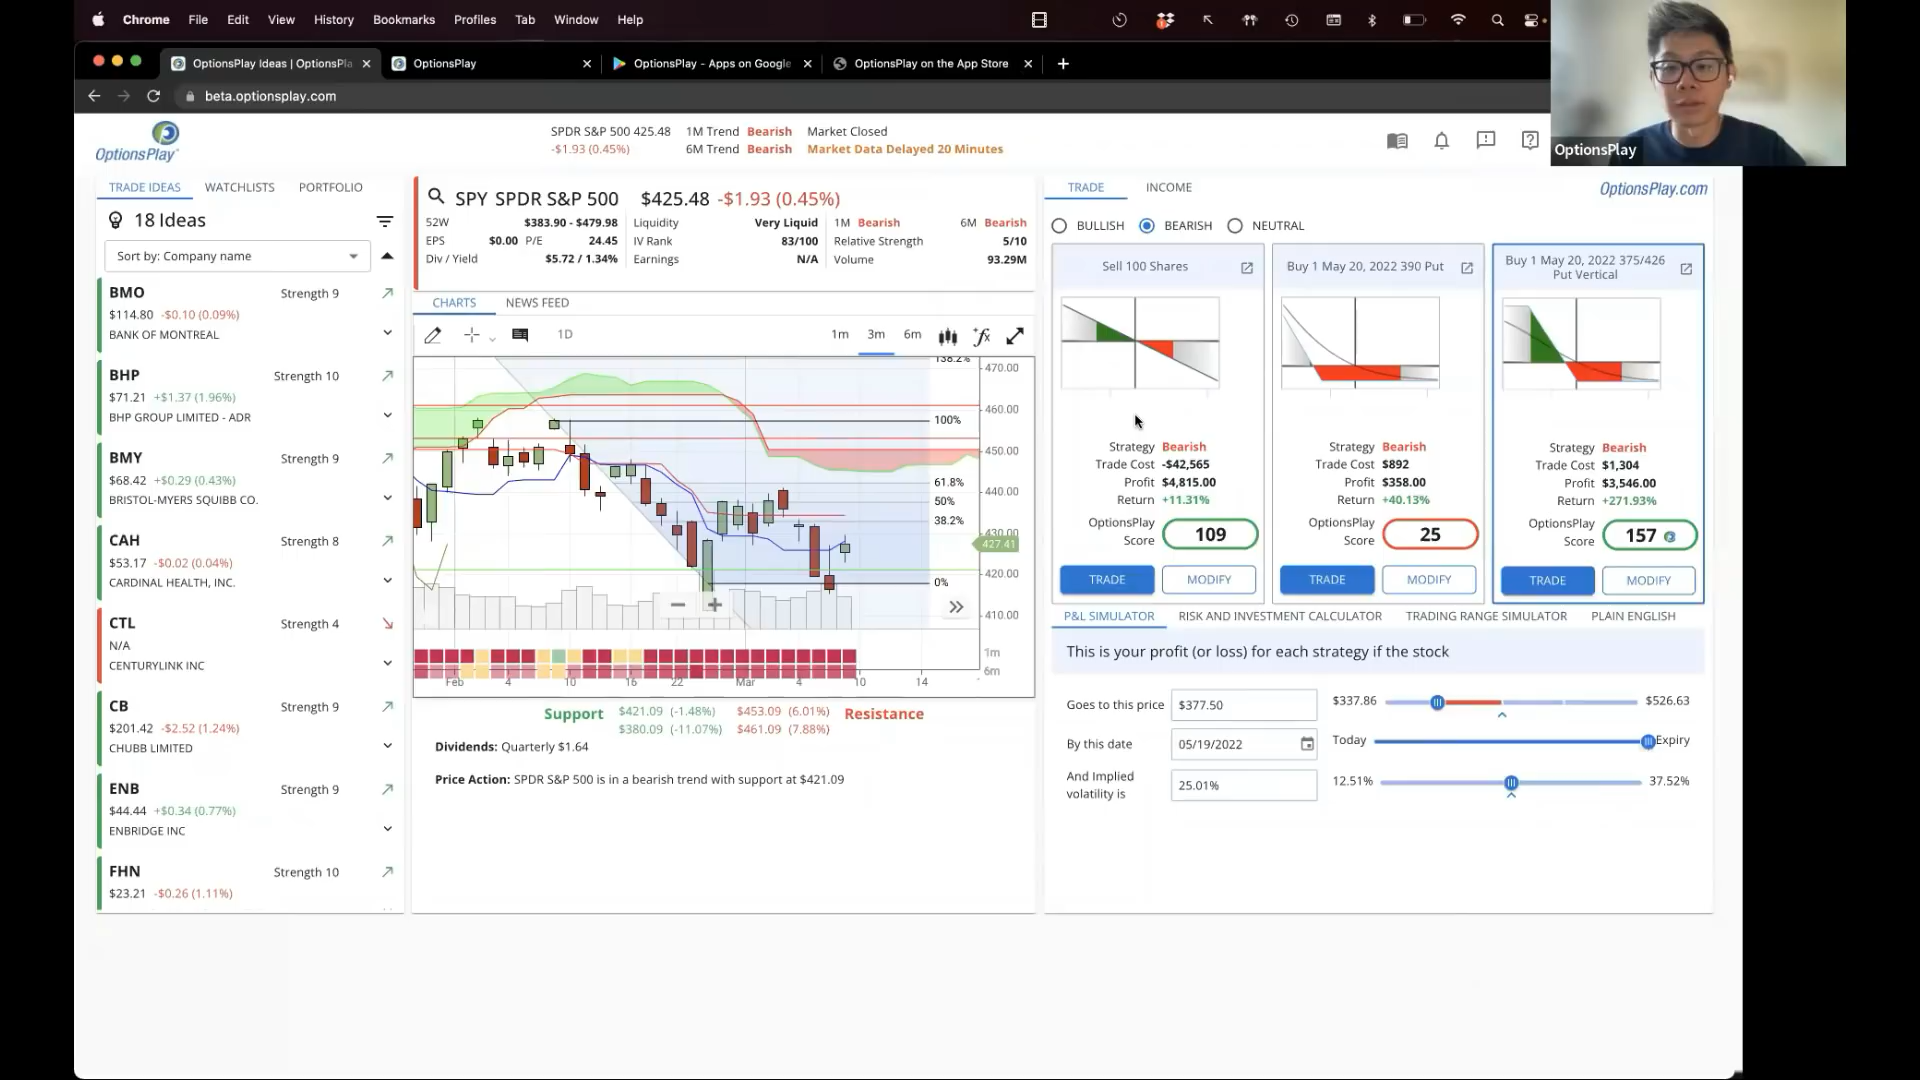 Chrome File Edit View History Bookmarks Profiles Tab Window Help
OptionsPlay Ideas | OptionsPla
OptionsPlay
OptionsPlay - Apps on Google
OptionsPlay on the App Store
beta.optionsplay.com
OptionsPlay
OptionsPlay
SPDR S&P 500 425.48 1M Trend Bearish Market Closed
-$1.93 (0.45%) 6M Trend Bearish Market Data Delayed 20 Minutes
TRADE IDEAS WATCHLISTS PORTFOLIO
18 Ideas
Sort by: Company name
BMO Strength 9
$114.80 -$0.10 (0.09%)
BANK OF MONTREAL
BHP Strength 10
$71.21 +$1.37 (1.96%)
BHP GROUP LIMITED - ADR
BMY Strength 9
$68.42 +$0.29 (0.43%)
BRISTOL-MYERS SQUIBB CO.
CAH Strength 8
$53.17 -$0.02 (0.04%)
CARDINAL HEALTH, INC.
CTL Strength 4
N/A
CENTURYLINK INC
CB Strength 9
$201.42 -$2.52 (1.24%)
CHUBB LIMITED
ENB Strength 9
$44.44 +$0.34 (0.77%)
ENBRIDGE INC
FHN Strength 10
$23.21 -$0.26 (1.11%)
SPY SPDR S&P 500 $425.48 -$1.93 (0.45%)
52W $383.90 - $479.98 Liquidity Very Liquid 1M Bearish 6M Bearish
EPS $0.00 P/E 24.45 IV Rank 83/100 Relative Strength 5/10
Div / Yield $5.72 / 1.34% Earnings N/A Volume 93.29M
CHARTS NEWS FEED
1D 1m 3m 6m
138.2% 470.00
460.00
100%
450.00
61.8%
440.00
50%
38.2%
430.00
427.41
420.00
0%
410.00
1m
6m
Feb 4 10 16 22 Mar 4 10 14
Support $421.09 (-1.48%) $453.09 (6.01%) Resistance
$380.09 (-11.07%) $461.09 (7.88%)
Dividends: Quarterly $1.64
Price Action: SPDR S&P 500 is in a bearish trend with support at $421.09
TRADE INCOME
OptionsPlay.com
BULLISH BEARISH NEUTRAL
Sell 100 Shares
Strategy Bearish
Trade Cost -$42,565
Profit $4,815.00
Return +11.31%
OptionsPlay Score 109
TRADE MODIFY
Buy 1 May 20, 2022 390 Put
Strategy Bearish
Trade Cost $892
Profit $358.00
Return +40.13%
OptionsPlay Score 25
TRADE MODIFY
Buy 1 May 20, 2022 375/426
Put Vertical
Strategy Bearish
Trade Cost $1,304
Profit $3,546.00
Return +271.93%
OptionsPlay Score 157
TRADE MODIFY
P&L SIMULATOR RISK AND INVESTMENT CALCULATOR TRADING RANGE SIMULATOR PLAIN ENGLISH
This is your profit (or loss) for each strategy if the stock
Goes to this price $377.50 $337.86 $526.63
By this date 05/19/2022 Today Expiry
And Implied
volatility is 25.01% 12.51% 37.52%